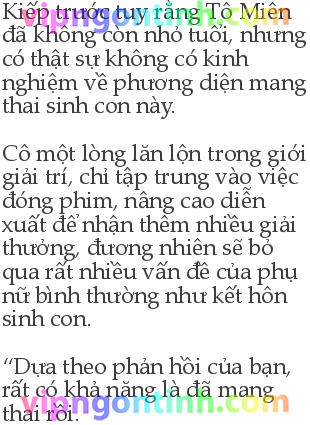 Kiếp trước tuy rằng Tô Miên
đã không còn nhỏ tuổi, nhưng
có thật sự không có kinh
nghiệm về phương diện mang
thai sinh con này.
Cô một lòng lăn lộn trong giới
giải trí, chỉ tập trung vào việc
đóng phim, nâng cao diễn
xuất để nhận thêm nhiều giải
thưởng, đương nhiên sẽ bỏ
qua rất nhiều vấn đề của phụ
nữ bình thường như kết hôn
sinh con.
“Dựa theo phản hồi của bạn,
rất có khả năng là đã mang
thai rồi.
vipngontinh.com
vipngontinh.com